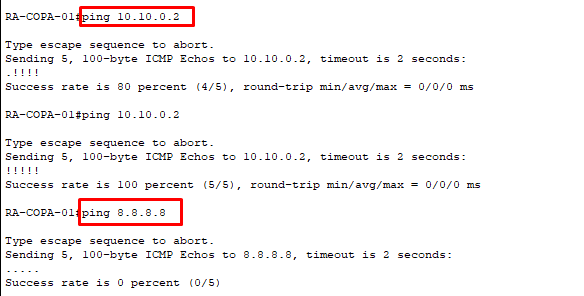 RA-COPA-01#ping 10.10.0.2
Type escape sequence to abort.
Sending 5, 100-byte ICMP Echos to 10.10.0.2, timeout is 2 seconds:
.!!!!
Success rate is 80 percent (4/5), round-trip min/avg/max = 0/0/0 ms
RA-COPA-01#ping 10.10.0.2
Type escape sequence to abort.
Sending 5, 100-byte ICMP Echos to 10.10.0.2, timeout is 2 seconds:
!!!!!
Success rate is 100 percent (5/5), round-trip min/avg/max = 0/0/0 ms
RA-COPA-01#ping 8.8.8.8
Type escape sequence to abort.
Sending 5, 100-byte ICMP Echos to 8.8.8.8, timeout is 2 seconds:
.....
Success rate is 0 percent (0/5)